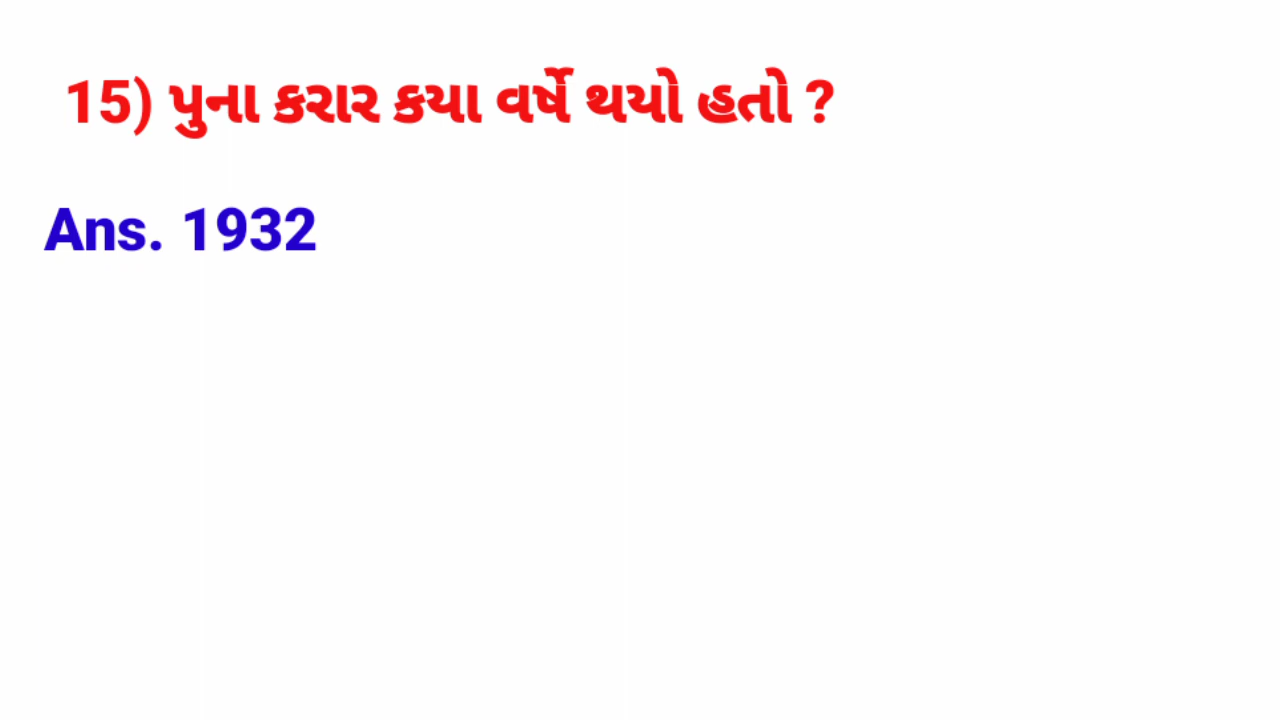 15) પુના કરાર કયા વર્ષે થયો હતો ?
Ans. 1932